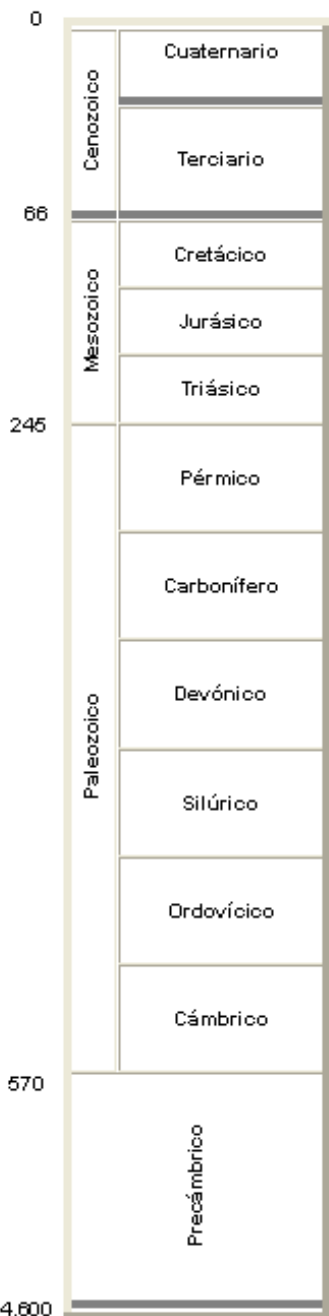 0
Cenozoico
Cuaternario
Terciario
66
Mesozoico
Cretácico
Jurásico
Triásico
245
Paleozoico
Pérmico
Carbonífero
Devónico
Silúrico
Ordovícico
Cámbrico
570
Precámbrico
4.600